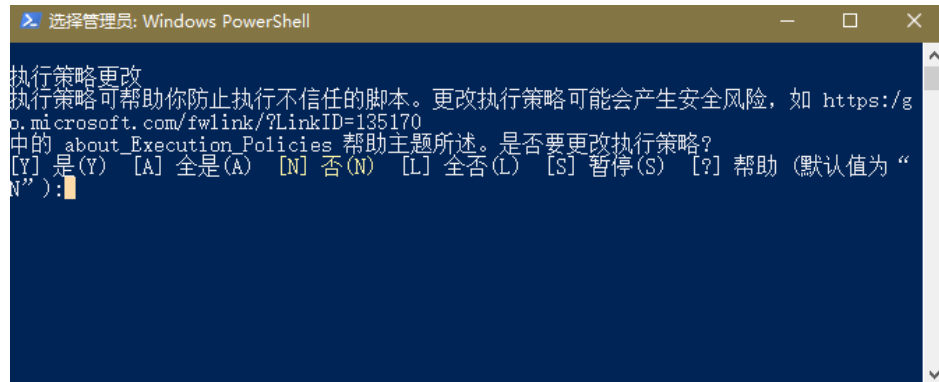 选择管理员: Windows PowerShell
执行策略更改
执行策略可帮助你防止执行不信任的脚本。更改执行策略可能会产生安全风险，如 https:/g
o.microsoft.com/fwlink/?LinkID=135170
中的 about_Execution_Policies 帮助主题所述。是否要更改执行策略?
[Y] 是(Y)  [A] 全是(A)  [N] 否(N)  [L] 全否(L)  [S] 暂停(S)  [?] 帮助 (默认值为“
N”):